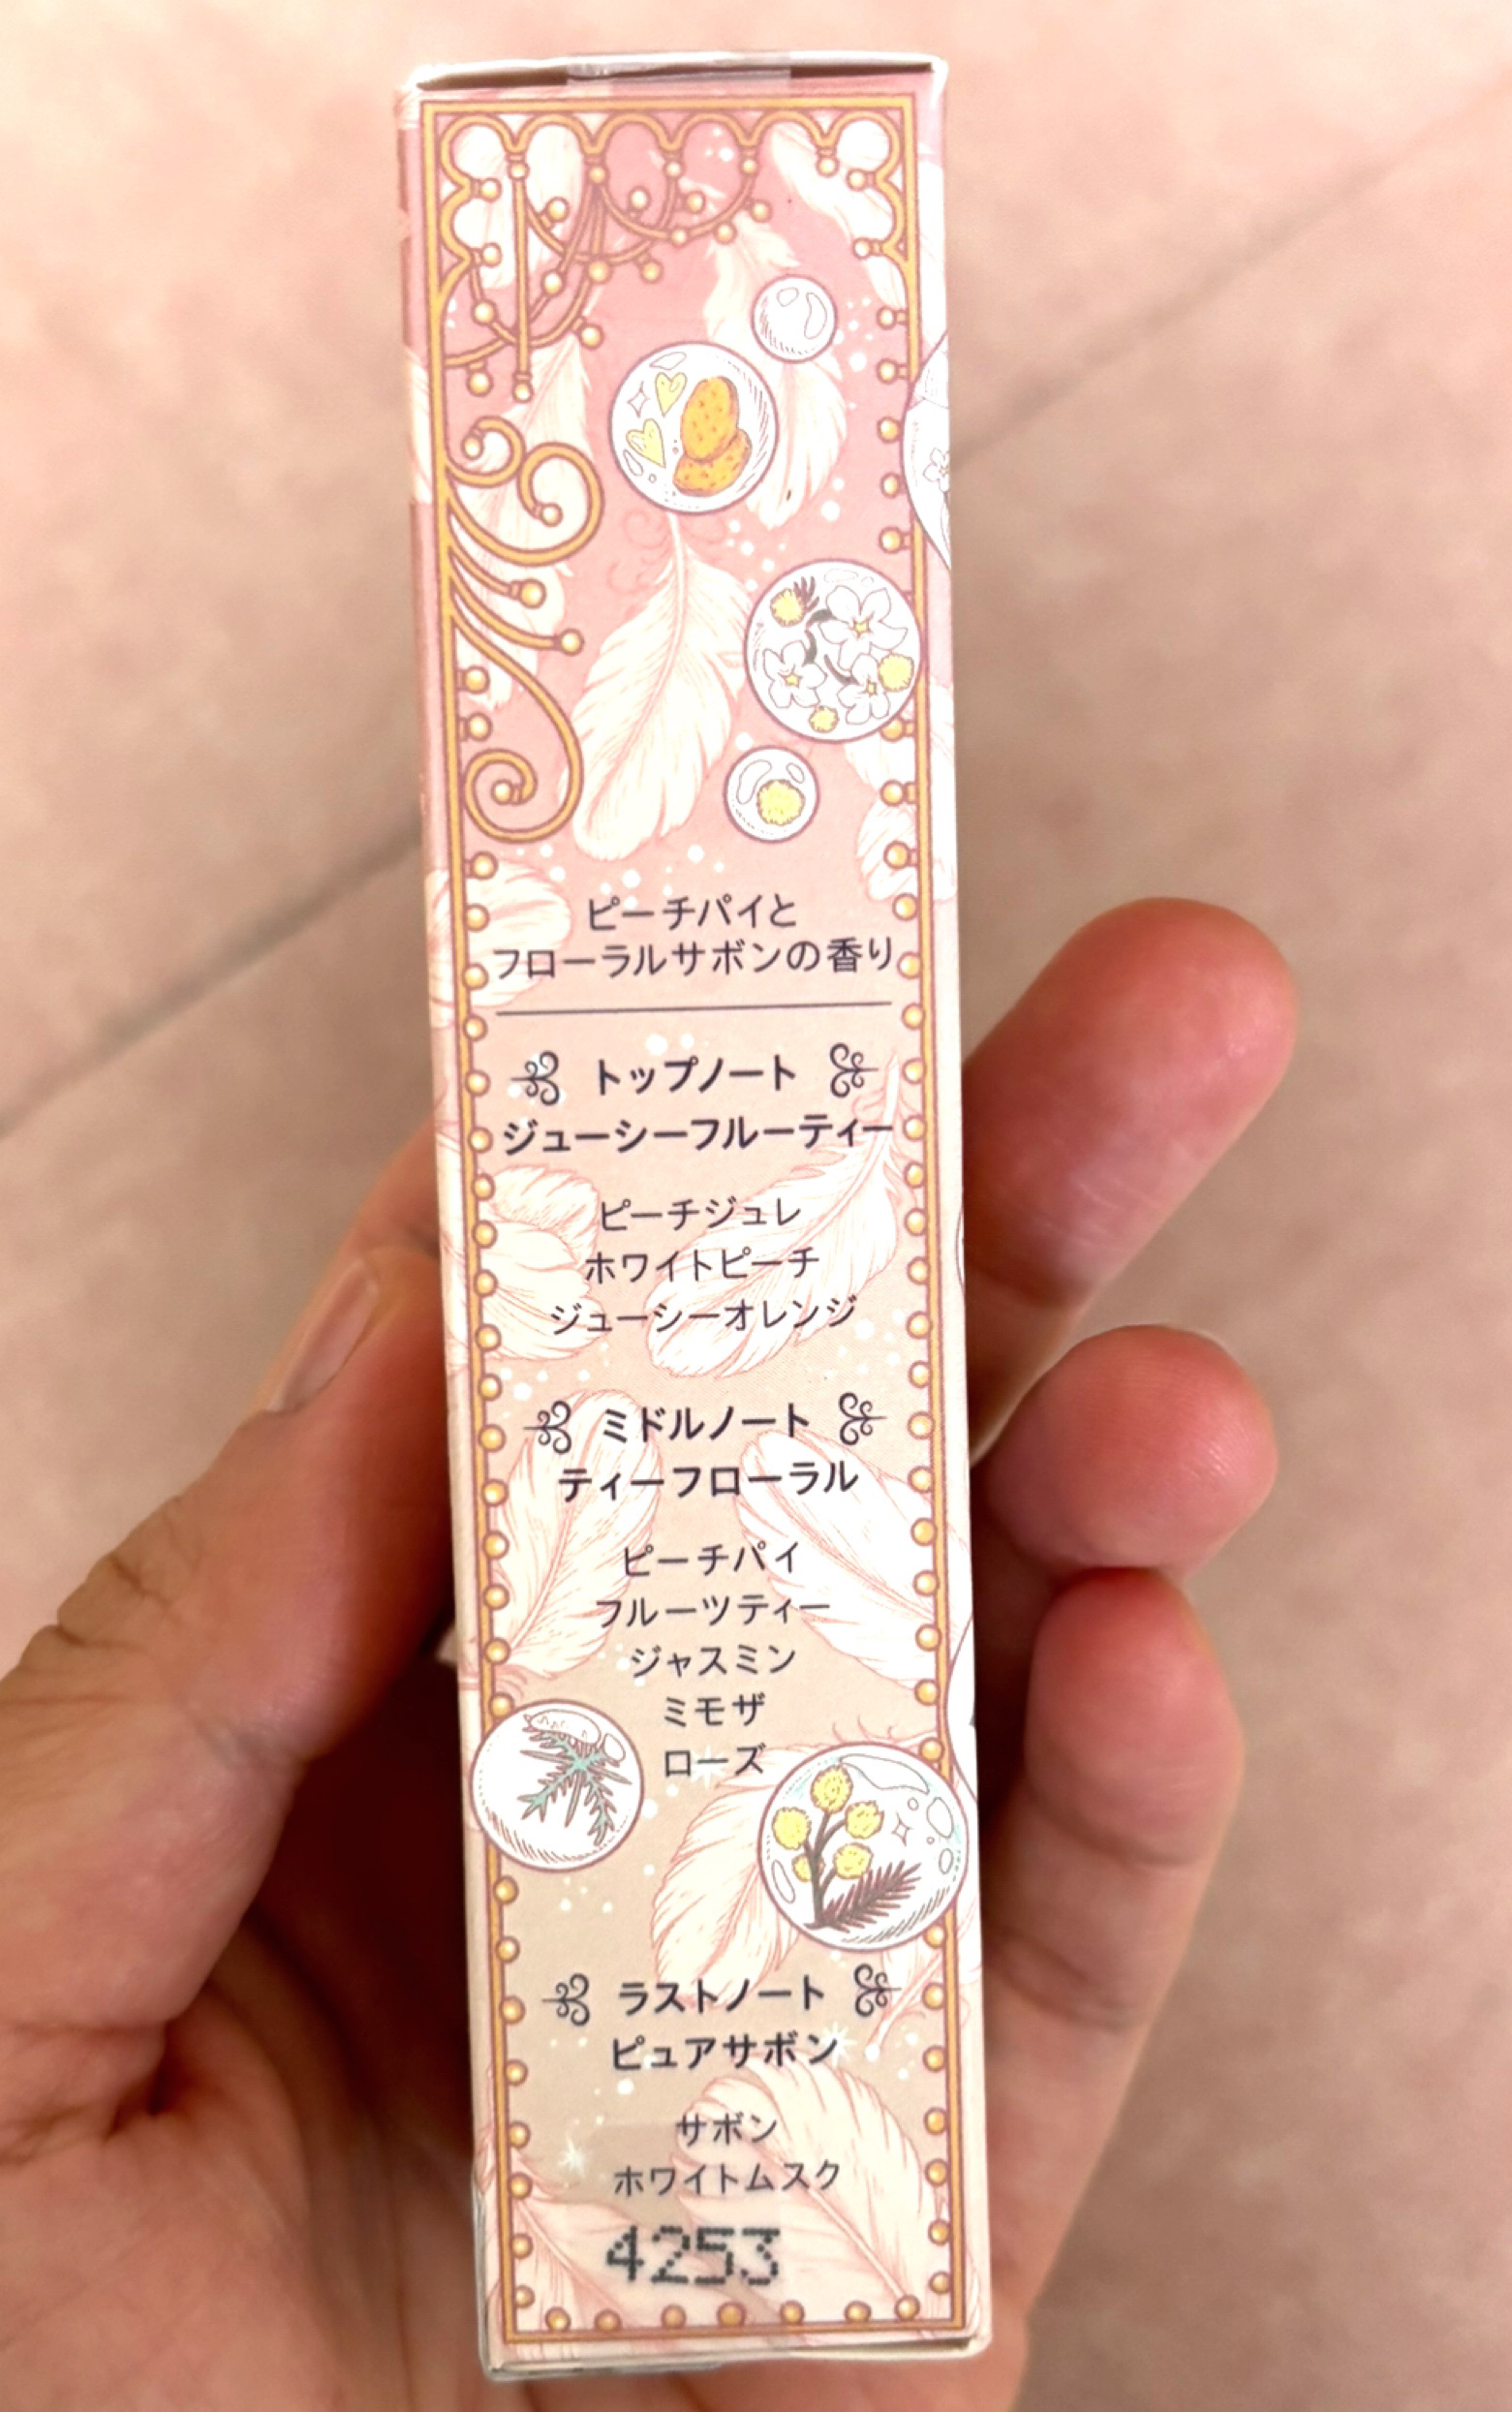 ピーチパイと
フローラルサボンの香り
トップノート
ジューシーフルーティー
ピーチジュレ
ホワイトピーチ
ジューシーオレンジ
ミドルノート
ティーフローラル
ピーチパイ
フルーツティー
ジャスミン
ミモザ
ローズ
ラストノート
ピュアサボン
サボン
ホワイトムスク
4253